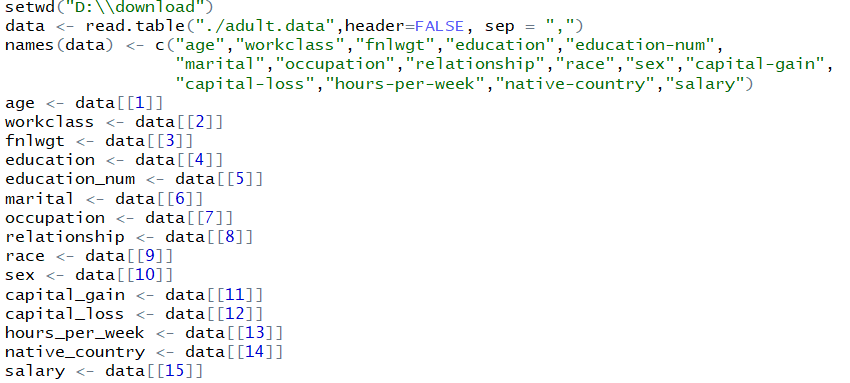 setwd("D:\\download")
data <- read.table("./adult.data",header=FALSE, sep = ",")
names(data) <- c("age","workclass","fnlwgt","education","education-num",
"marital","occupation","relationship","race","sex","capital-gain",
"capital-loss","hours-per-week","native-country","salary")
age <- data[[1]]
workclass <- data[[2]]
fnlwgt <- data[[3]]
education <- data[[4]]
education_num <- data[[5]]
marital <- data[[6]]
occupation <- data[[7]]
relationship <- data[[8]]
race <- data[[9]]
sex <- data[[10]]
capital_gain <- data[[11]]
capital_loss <- data[[12]]
hours_per_week <- data[[13]]
native_country <- data[[14]]
salary <- data[[15]]